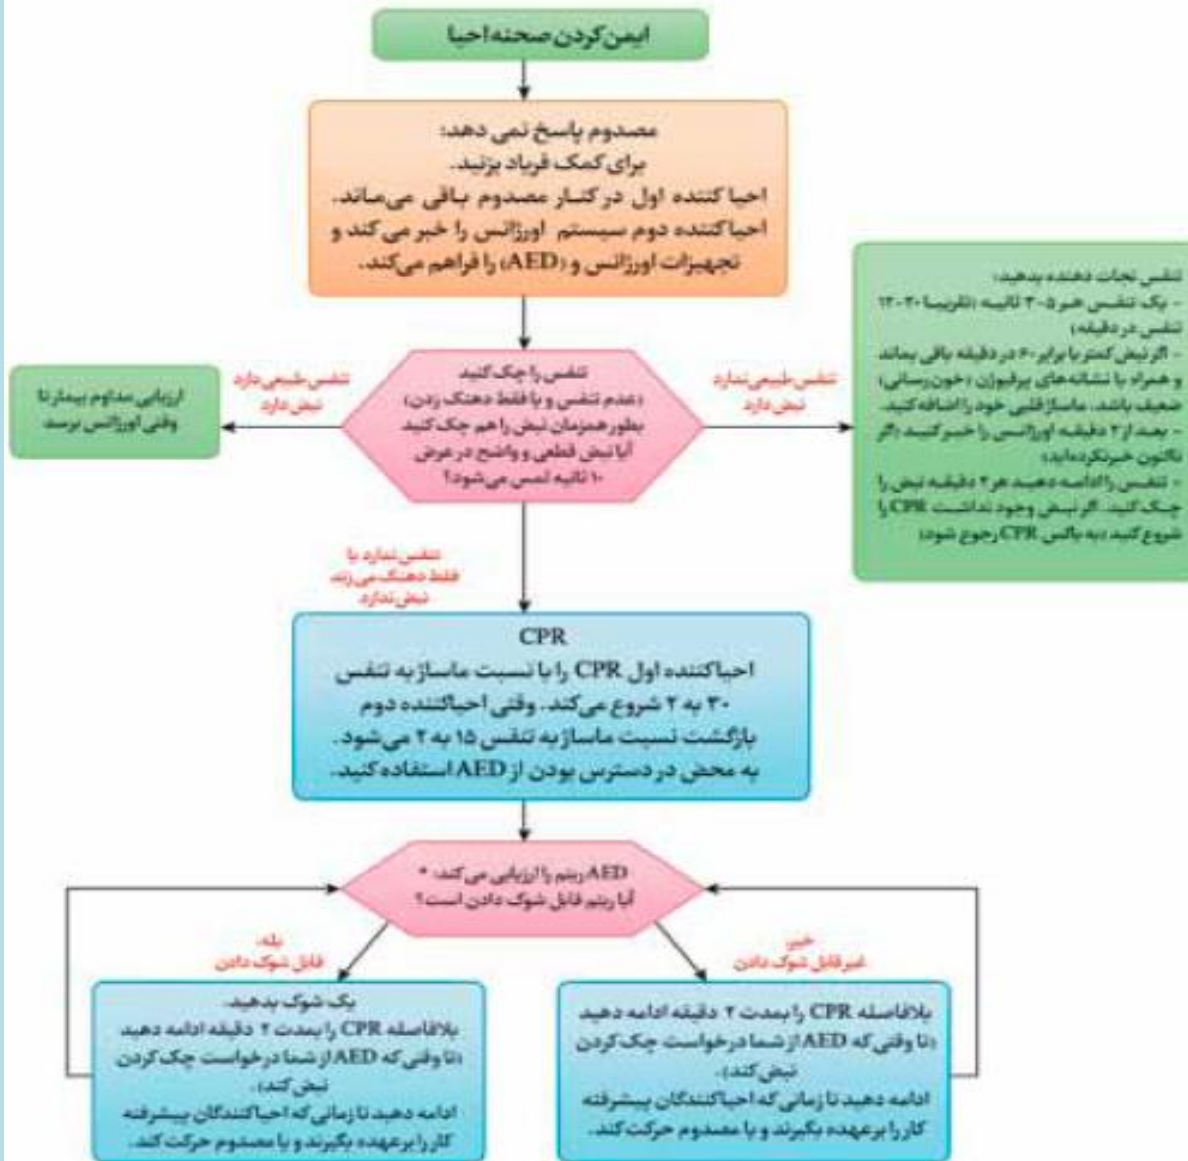 ایمن کردن صحنه احیا
مصدوم پاسخ نمی دهد:
برای کمک فریاد بزنید.
احیا کننده اول در کنار مصدوم باقی می‌ماند.
احیاکننده دوم سیستم اورژانس را خبر می‌کند و
تجهیزات اورژانس و (AED) را فراهم می‌کند.
تنفس نجات دهنده بدهید:
- یک تنفس هر ۵-۳ ثانیه (تقریبا ۲۰-۱۲
تنفس در دقیقه)
- اگر نبض کمتر یا برابر ۶۰ در دقیقه باقی بماند
و همراه با نشانه‌های پرفیوژن (خون رسانی)
ضعیف باشد، ماساژ قلبی خود را اضافه کنید.
- بعد از ۲ دقیقه اورژانس را خبر کنید (اگر
تاکنون خبر نکرده‌اید)
- تنفس را ادامه دهید هر ۲ دقیقه نبض را
چک کنید. اگر نبض وجود نداشت CPR را
شروع کنید (به باکس CPR رجوع شود)
تنفس طبیعی ندارد
نبض دارد
تنفس را چک کنید
(عدم تنفس و یا فقط دهنک زدن)
بطور همزمان نبض را هم چک کنید
آیا نبض قطعی و واضح در عرض
۱۰ ثانیه لمس می‌شود؟
تنفس طبیعی دارد
نبض دارد
ارزیابی مداوم بیمار تا
وقتی اورژانس برسد
تنفس ندارد یا
فقط دهنک می زند
نبض ندارد
CPR
احیاکننده اول CPR را با نسبت ماساژ به تنفس
۳۰ به ۲ شروع می‌کند. وقتی احیاکننده دوم
بازگشت نسبت ماساژ به تنفس ۱۵ به ۲ می‌شود.
به محض در دسترس بودن از AED استفاده کنید.
AED ریتم را ارزیابی می‌کند: *
آیا ریتم قابل شوک دادن است؟
خیر،
غیر قابل شوک دادن
بله،
قابل شوک دادن
بلافاصله CPR را بمدت ۲ دقیقه ادامه دهید
(تا وقتی که AED از شما درخواست چک کردن
نبض کند).
ادامه دهید تا زمانی که احیاکنندگان پیشرفته
کار را برعهده بگیرند و یا مصدوم حرکت کند.
یک شوک بدهید.
بلافاصله CPR را بمدت ۲ دقیقه ادامه دهید
(تا وقتی که AED از شما درخواست چک کردن
نبض کند).
ادامه دهید تا زمانی که احیاکنندگان پیشرفته
کار را برعهده بگیرند و یا مصدوم حرکت کند.